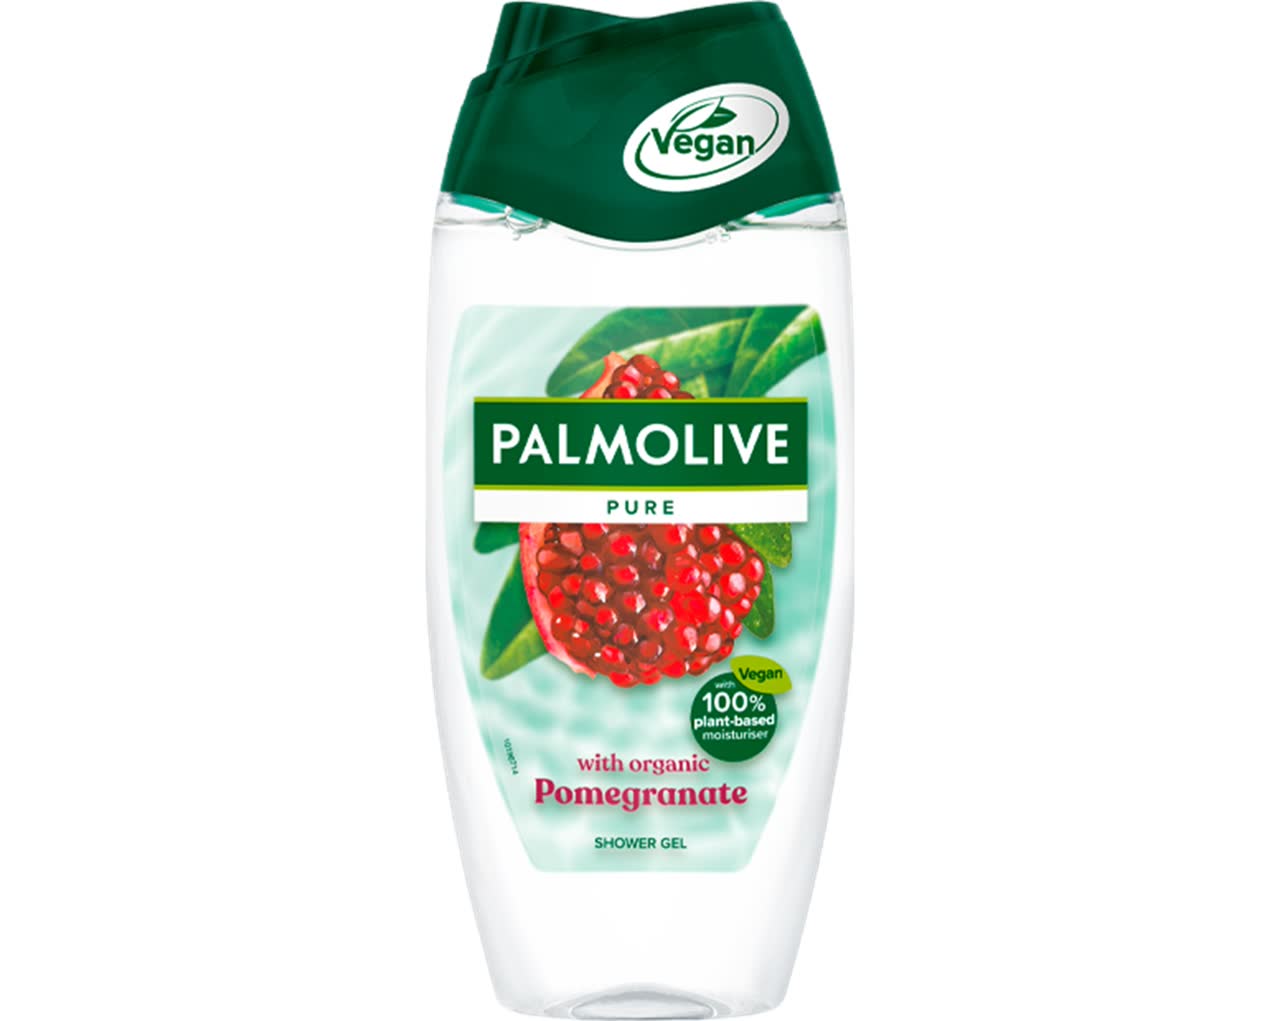 Vegan
PALMOLIVE
PURE
Vegan
with
100%
plant-based
moisturiser
with organic
Pomegranate
SHOWER GEL